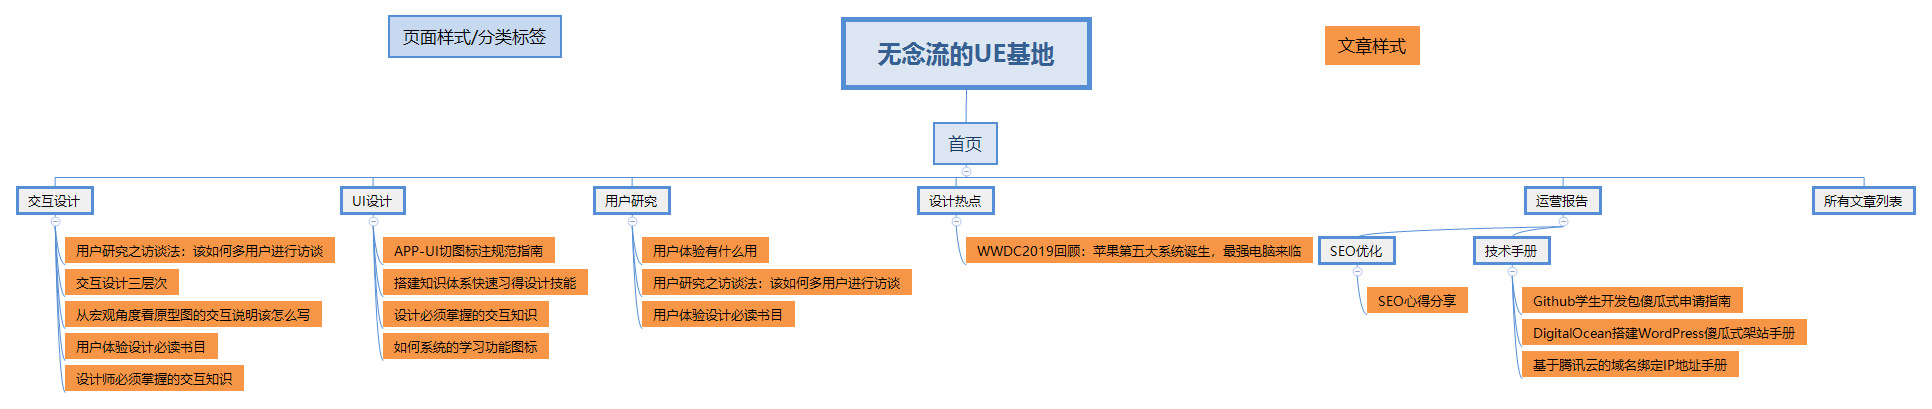 页面样式/分类标签
无念流的UE基地
文章样式
首页
交互设计
用户研究之访谈法：该如何多用户进行访谈
交互设计三层次
从宏观角度看原型图的交互说明该怎么写
用户体验设计必读书目
设计师必须掌握的交互知识
UI设计
APP-UI切图标注规范指南
搭建知识体系快速习得设计技能
设计必须掌握的交互知识
如何系统的学习功能图标
用户研究
用户体验有什么用
用户研究之访谈法：该如何多用户进行访谈
用户体验设计必读书目
设计热点
WWDC2019回顾：苹果第五大系统诞生，最强电脑来临
运营报告
SEO优化
SEO心得分享
技术手册
Github学生开发包傻瓜式申请指南
DigitalOcean搭建WordPress傻瓜式架站手册
基于腾讯云的域名绑定IP地址手册
所有文章列表